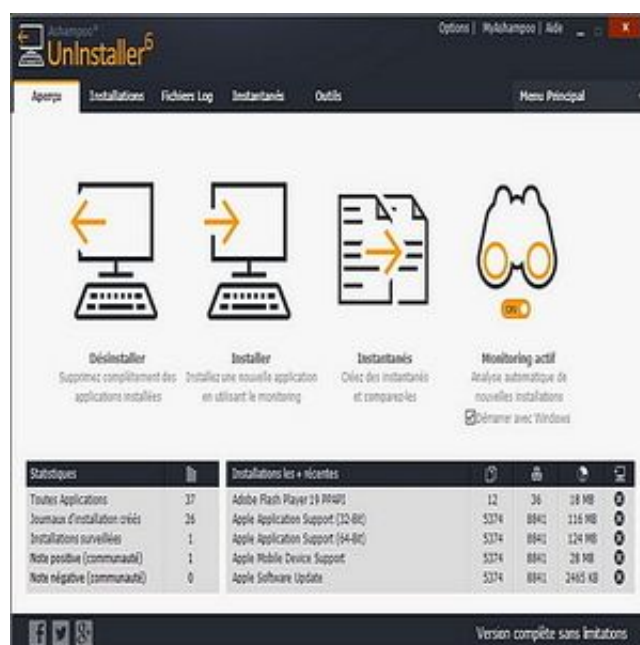 Ashampoo®
UnInstaller6
Options | MyAshampoo | Aide
Aperçu Installations Fichiers Log Instantanés Outils Menu Principal
ON
Désinstaller
Supprimez complètement des
applications installées
Installer
Installez une nouvelle application
en utilisant le monitoring
Instantanés
Créez des instantanés
et comparez-les
Monitoring actif
Analyse automatique de
nouvelles installations
Démarrer avec Windows
Statistiques
Toutes Applications 37
Journaux d'installation créés 26
Installations surveillées 1
Note positive (communauté) 1
Note négative (communauté) 0
Installations les + récentes
Adobe Flash Player 19 PPAPI 12 36 18 MB
Apple Application Support (32-Bit) 5374 8841 116 MB
Apple Application Support (64-Bit) 5374 8841 124 MB
Apple Mobile Device Support 5374 8841 28 MB
Apple Software Update 5374 8841 2465 KB
Version complète sans limitations